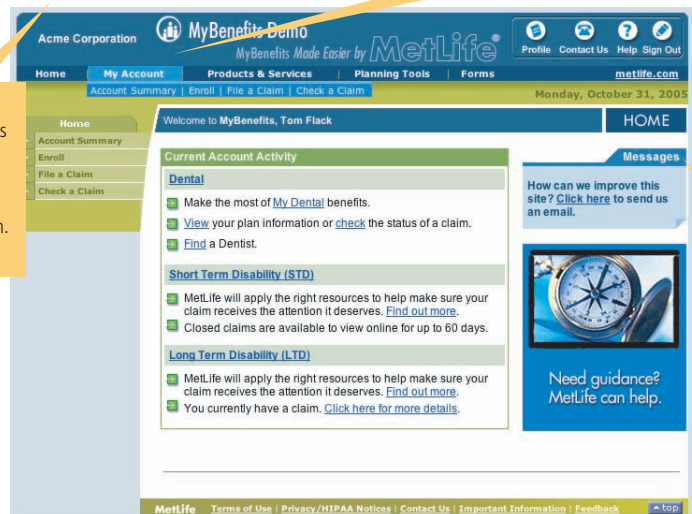 Acme Corporation
MyBenefits Demo
MyBenefits Made Easier by MetLife®
Profile Contact Us Help Sign Out
Home My Account Products & Services | Planning Tools | Forms
metlife.com
Account Summary | Enroll | File a Claim | Check a Claim
Monday, October 31, 2005
s
n.
Home
Account Summary
Enroll
File a Claim
Check a Claim
Welcome to MyBenefits, Tom Flack
HOME
Current Account Activity
Dental
Make the most of My Dental benefits.
View your plan information or check the status of a claim.
Find a Dentist.
Short Term Disability (STD)
MetLife will apply the right resources to help make sure your
claim receives the attention it deserves. Find out more.
Closed claims are available to view online for up to 60 days.
Long Term Disability (LTD)
MetLife will apply the right resources to help make sure your
claim receives the attention it deserves. Find out more.
You currently have a claim. Click here for more details.
Messages
How can we improve this
site? Click here to send us
an email.
Need guidance?
MetLife can help.
MetLife Terms of Use | Privacy/HIPAA Notices | Contact Us | Important Information | Feedback
top